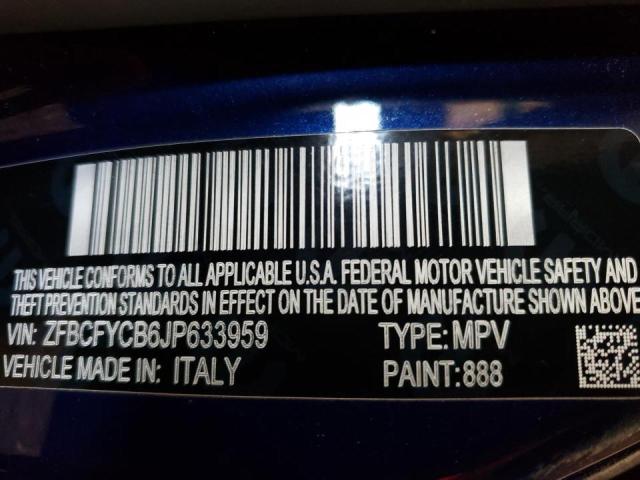 THIS VEHICLE CONFORMS TO ALL APPLICABLE U.S.A. FEDERAL MOTOR VEHICLE SAFETY AND
THEFT PREVENTION STANDARDS IN EFFECT ON THE DATE OF MANUFACTURE SHOWN ABOVE
VIN: ZFBCFYCB6JP633959 TYPE: MPV
VEHICLE MADE IN: ITALY PAINT: 888